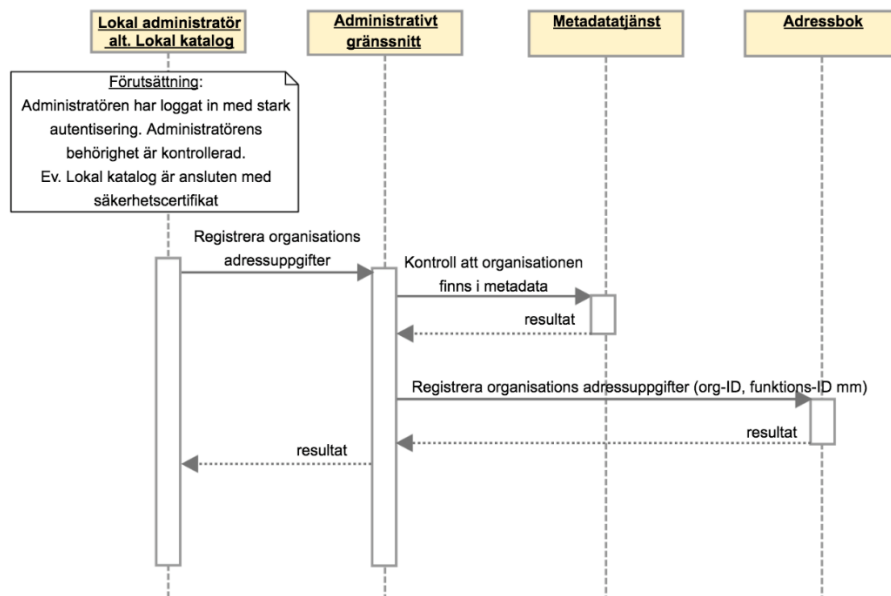 Lokal administratör
alt. Lokal katalog
Administrativt
gränssnitt
Metadatatjänst
Adressbok
Förutsättning:
Administratören har loggat in med stark
autentisering. Administratörens
behörighet är kontrollerad.
Ev. Lokal katalog är ansluten med
säkerhetscertifikat
Registrera organisations
adressuppgifter
Kontroll att organisationen
finns i metadata
resultat
Registrera organisations adressuppgifter (org-ID, funktions-ID mm)
resultat
resultat